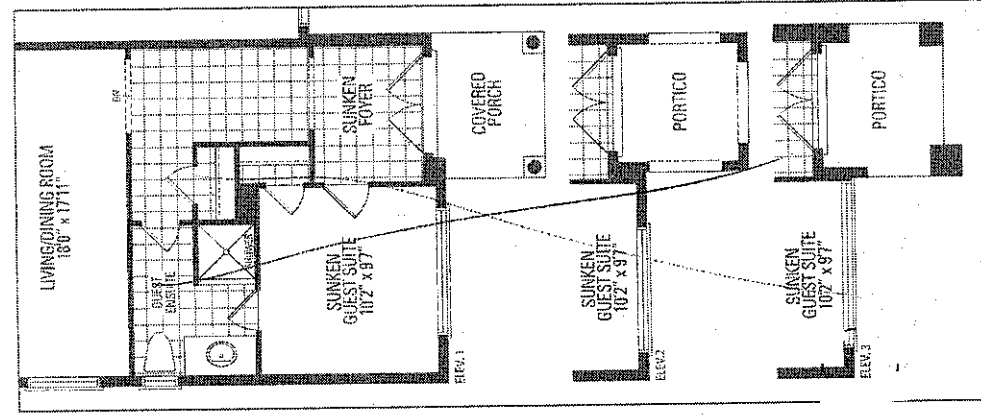 LIVING/DINING ROOM
18'0" x 17'11"
GUEST
ENSUITE
SUNKEN
FOYER
COVERED
PORCH
SUNKEN
GUEST SUITE
10'2" x 9'7"
ELEV. 1
PORTICO
SUNKEN
GUEST SUITE
10'2" x 9'7"
ELEV.2
PORTICO
SUNKEN
GUEST SUITE
10'2" x 9'7"
ELEV.3